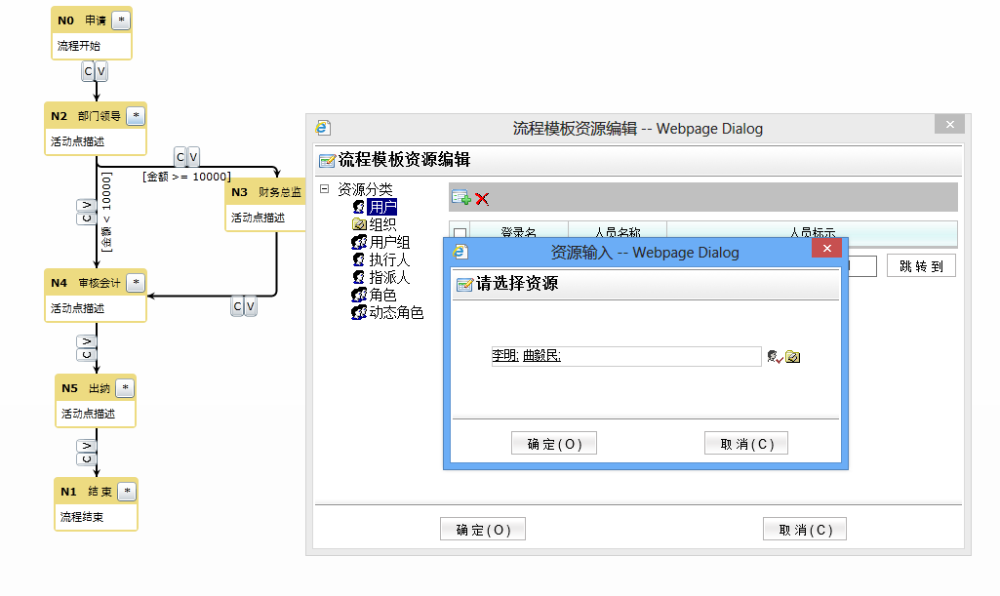 N0 申请 *
流程开始
C V
N2 部门领导 *
活动点描述
C V
[金额 >= 10000]
C V
[金额 < 10000]
N3 财务总监
活动点描述
N4 审核会计 *
活动点描述
C V
C V
N5 出纳 *
活动点描述
C V
N1 结束 *
流程结束
流程模板资源编辑 -- Webpage Dialog
流程模板资源编辑
资源分类
用户
组织
用户组
执行人
指派人
角色
动态角色
登录名 人员名称 人员标示
跳转到
资源输入 -- Webpage Dialog
请选择资源
李明; 曲毅民;
确定(O) 取消(C)
确定(O) 取消(C)